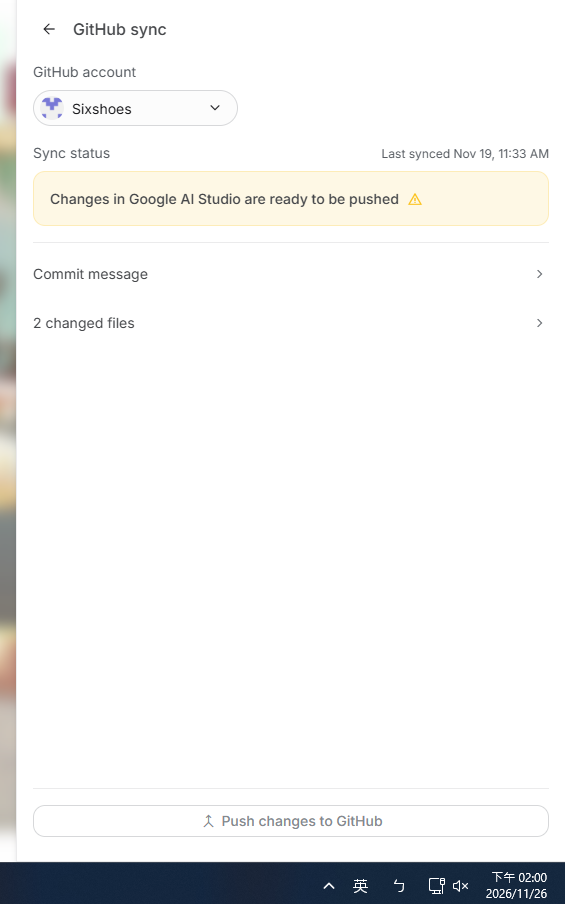 GitHub sync
GitHub account
Sixshoes
Sync status
Last synced Nov 19, 11:33 AM
Changes in Google AI Studio are ready to be pushed
Commit message
2 changed files
Push changes to GitHub
英
ㄅ
下午 02:00
2026/11/26